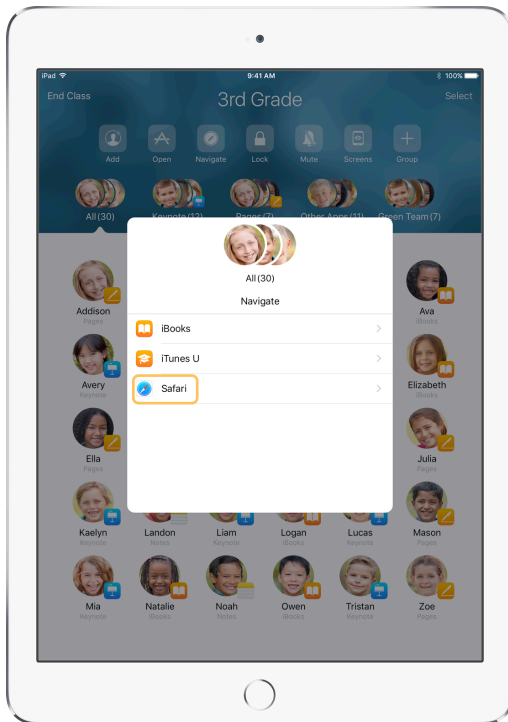 iPad 9:41 AM 100%
End Class 3rd Grade Select
Add Open Navigate Lock Mute Screens Group
All (30) Keynote (12) Pages (7) Other Apps (11) Green Team (7)
All (30)
Navigate
iBooks
iTunes U
Safari
Addison Ava
Pages iBooks
Avery Elizabeth
Keynote iBooks
Ella Julia
Pages Pages
Kaelyn Landon Liam Logan Lucas Mason
Keynote Notes Keynote iBooks Keynote Pages
Mia Natalie Noah Owen Tristan Zoe
Keynote iBooks Notes iBooks Keynote Pages